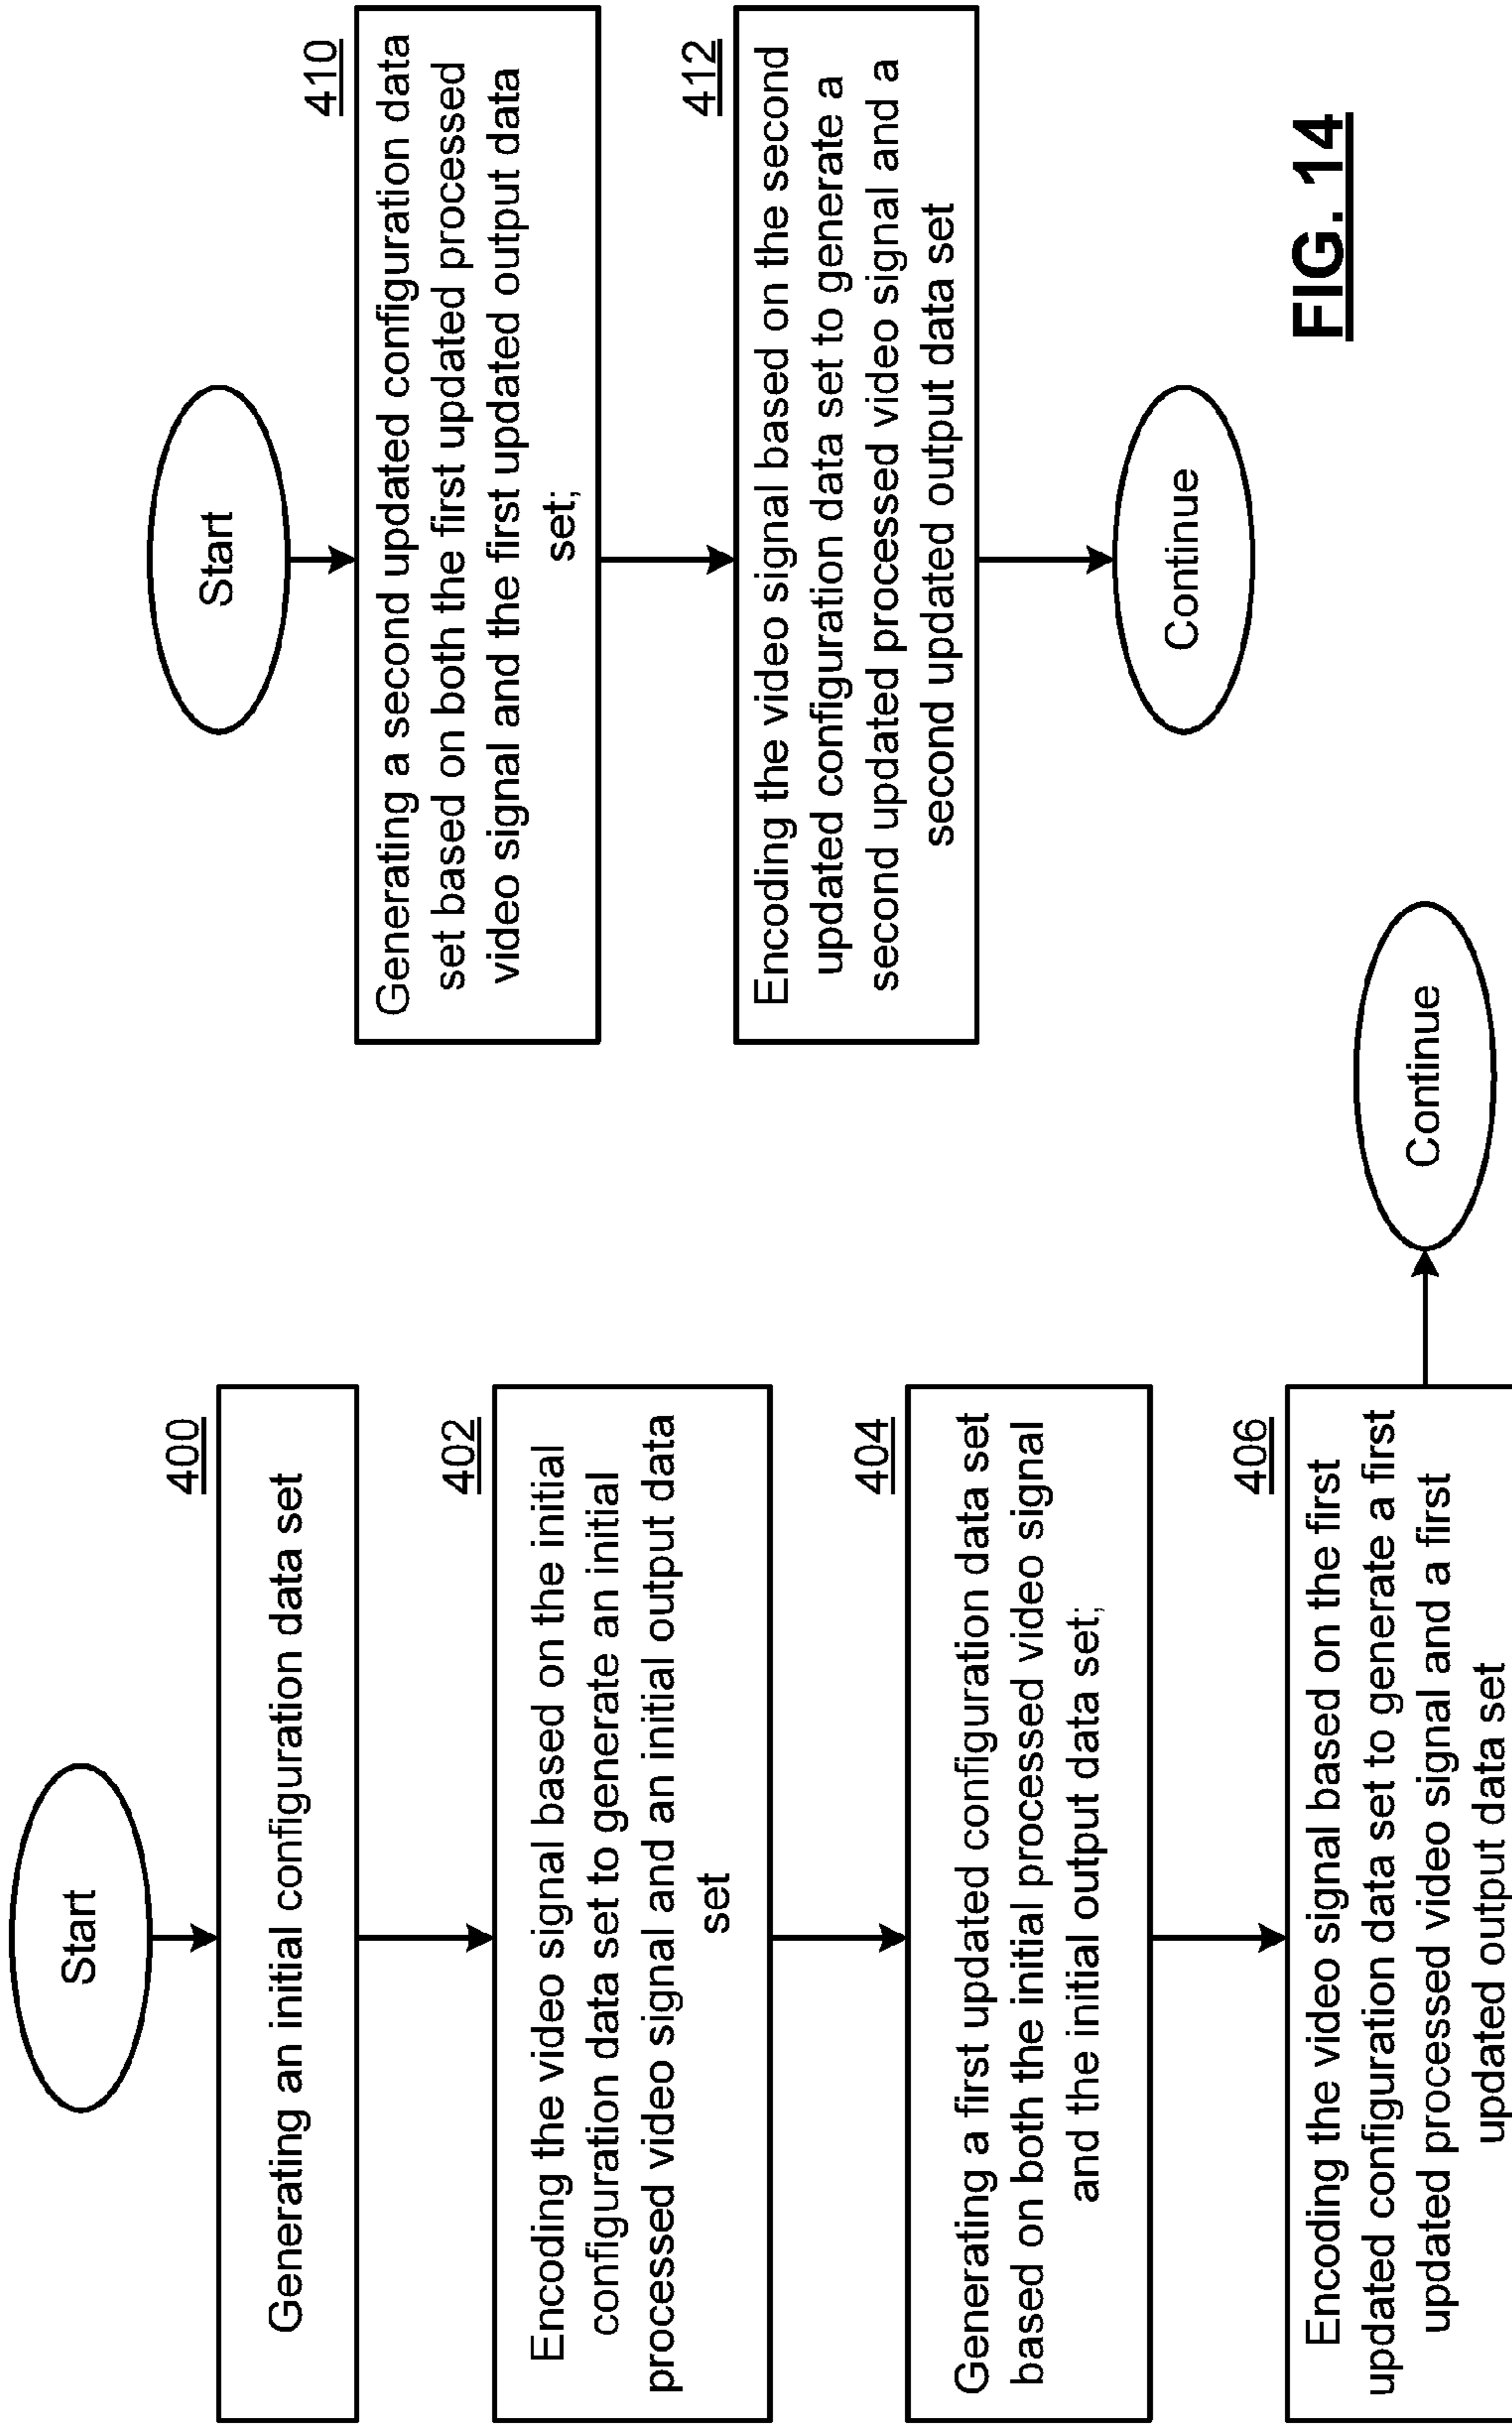 Start
400
Generating an initial configuration data set
402
Encoding the video signal based on the initial
configuration data set to generate an initial
processed video signal and an initial output data
set
404
Generating a first updated configuration data set
based on both the initial processed video signal
and the initial output data set;
406
Encoding the video signal based on the first
updated configuration data set to generate a first
updated processed video signal and a first
updated output data set
Continue
Start
410
Generating a second updated configuration data
set based on both the first updated processed
video signal and the first updated output data
set;
412
Encoding the video signal based on the second
updated configuration data set to generate a
second updated processed video signal and a
second updated output data set
Continue
FIG. 14